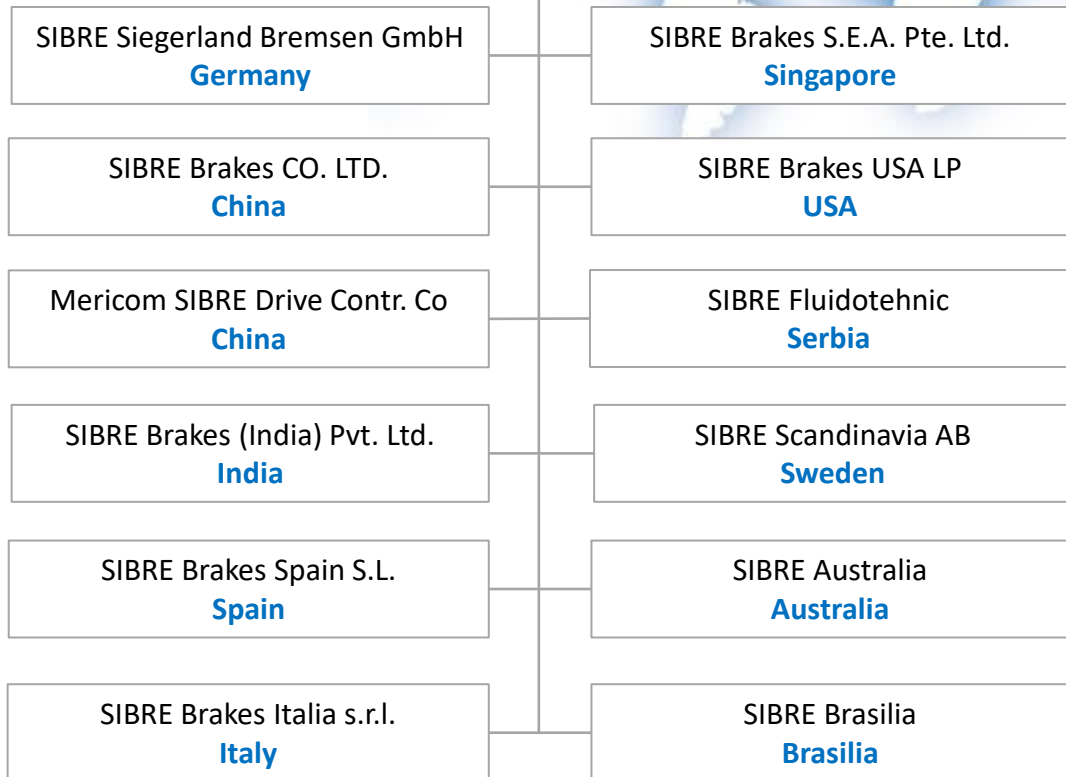 SIBRE Siegerland Bremsen GmbH
Germany
SIBRE Brakes S.E.A. Pte. Ltd.
Singapore
SIBRE Brakes CO. LTD.
China
SIBRE Brakes USA LP
USA
Mericom SIBRE Drive Contr. Co
China
SIBRE Fluidotehnic
Serbia
SIBRE Brakes (India) Pvt. Ltd.
India
SIBRE Scandinavia AB
Sweden
SIBRE Brakes Spain S.L.
Spain
SIBRE Australia
Australia
SIBRE Brakes Italia s.r.l.
Italy
SIBRE Brasilia
Brasilia